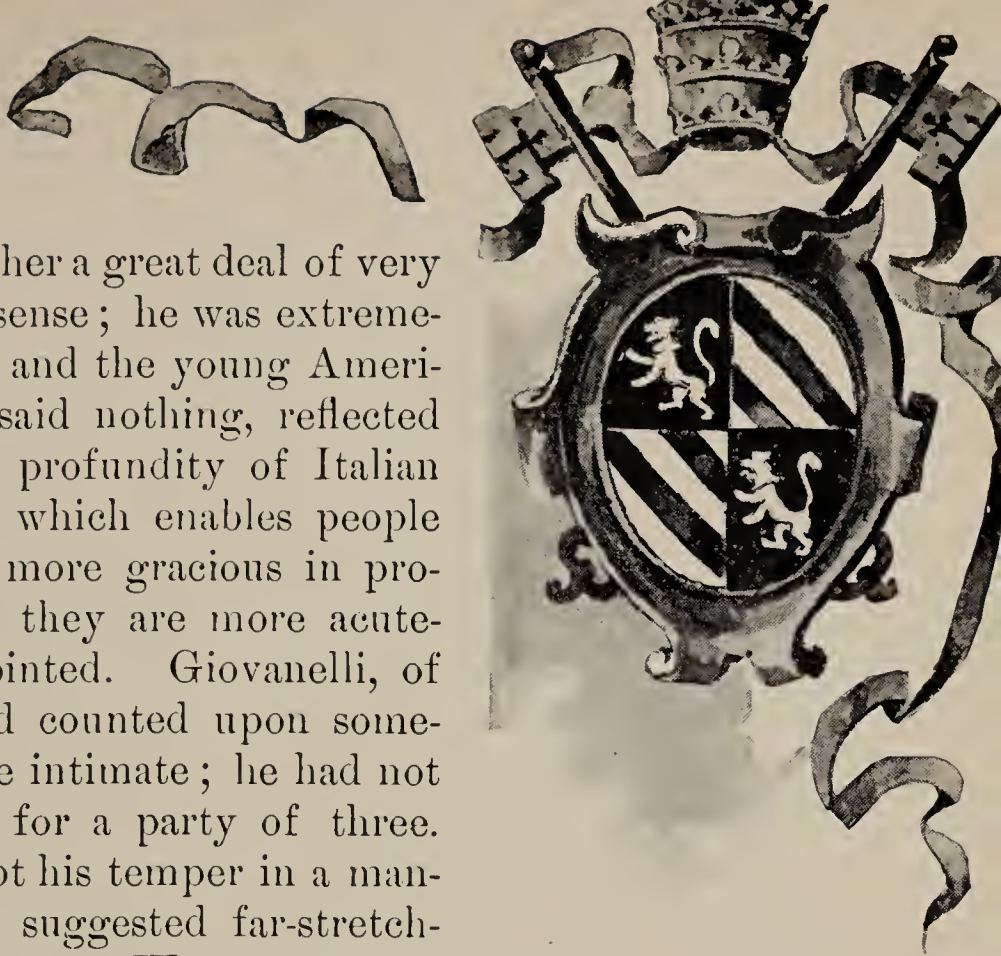 her a great deal of very
sense; he was extreme-
and the young Ameri-
said nothing, reflected
profundity of Italian
which enables people
more gracious in pro-
they are more acute-
ointed. Giovanelli, of
d counted upon some-
e intimate; he had not
for a party of three.
ot his temper in a man-
suggested far-stretch-